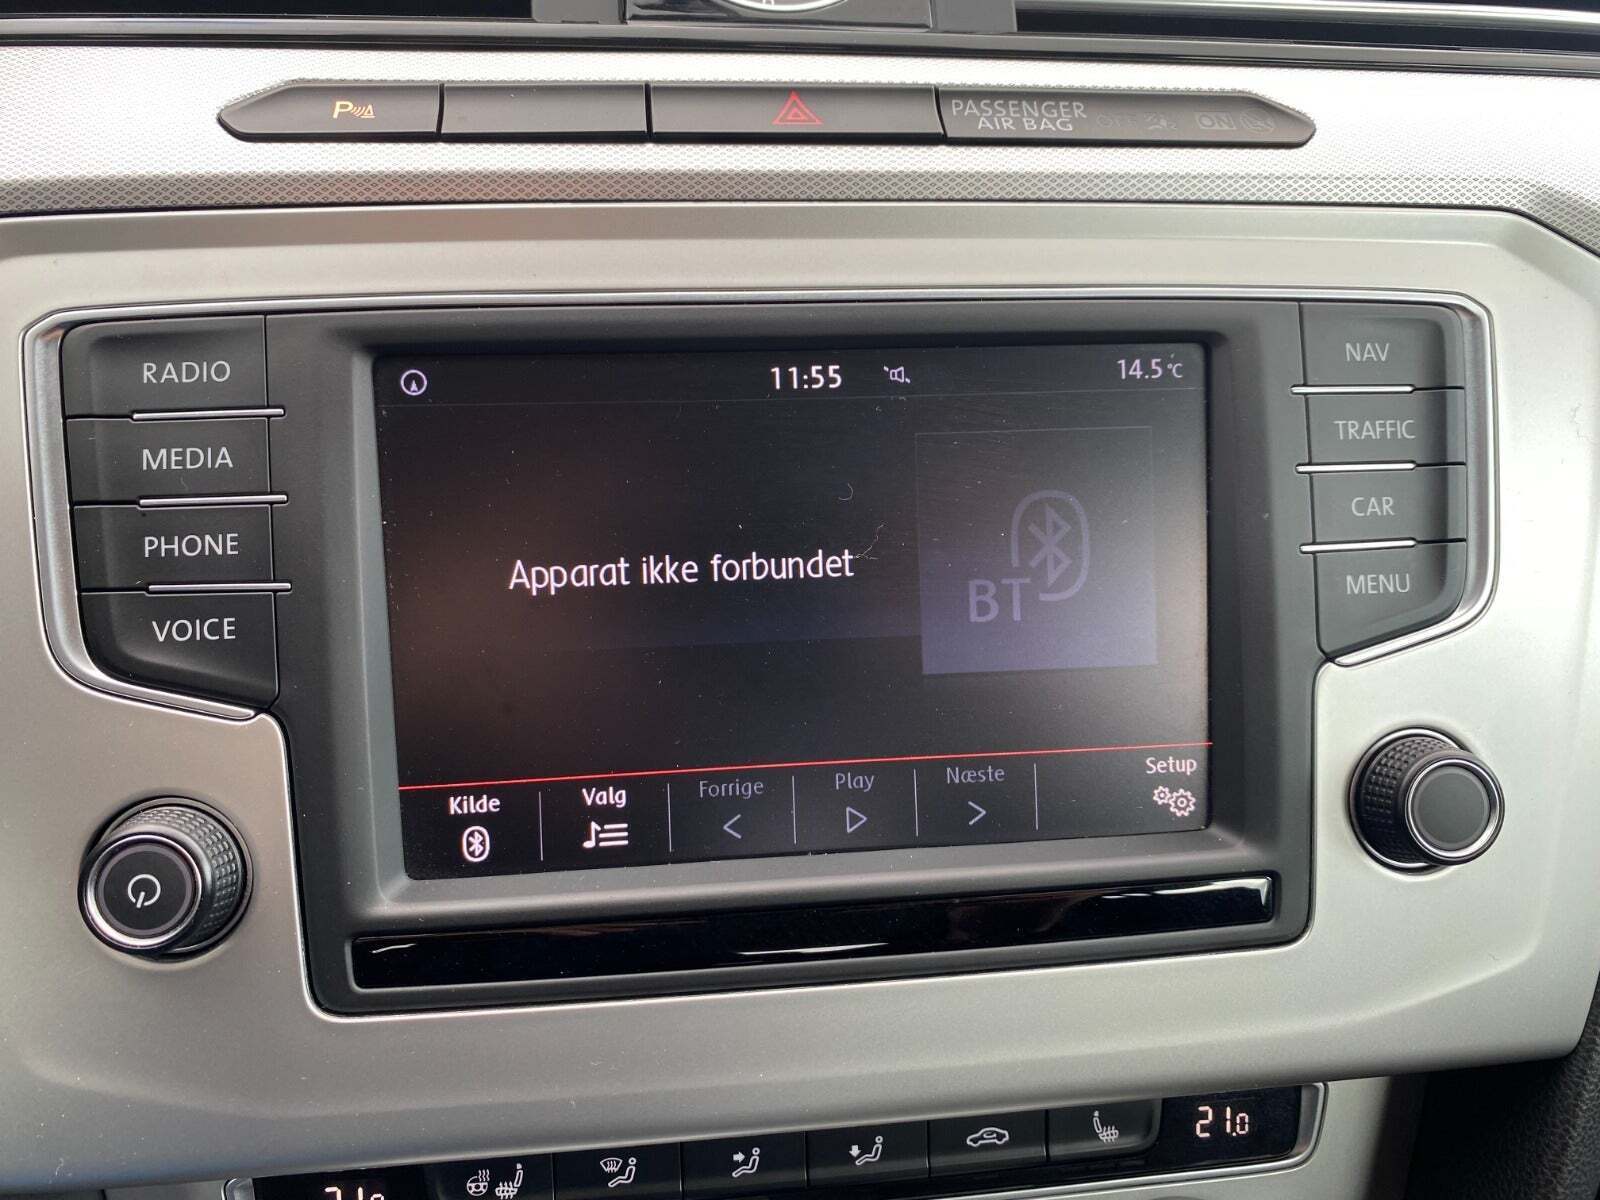 P
PASSENGER
AIR BAG OFF ON
RADIO
MEDIA
PHONE
VOICE
11:55
14.5°C
Apparat ikke forbundet
BT
Kilde
Valg
Forrige
Play
Næste
Setup
NAV
TRAFFIC
CAR
MENU
21.0